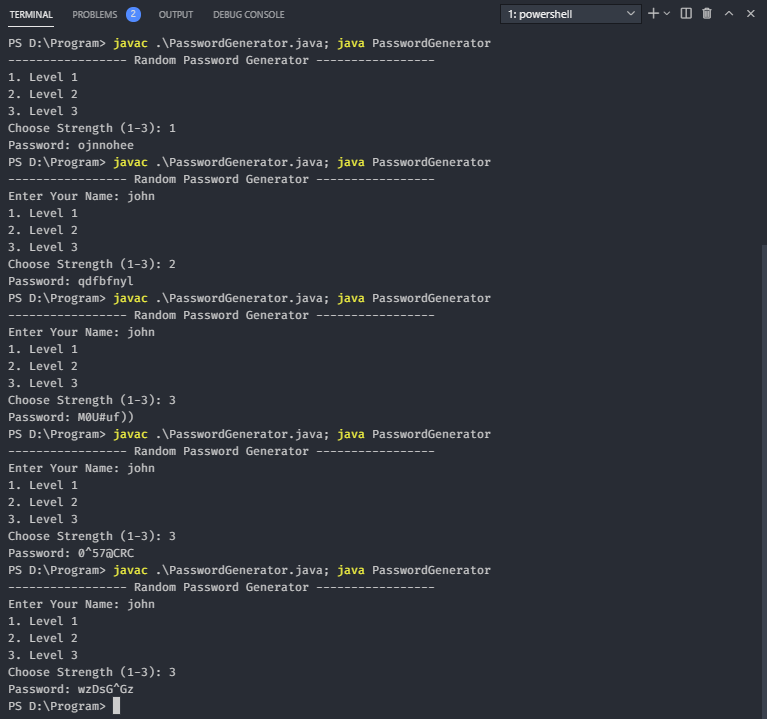 TERMINAL PROBLEMS 2 OUTPUT DEBUG CONSOLE 1: powershell
PS D:\Program> javac .\PasswordGenerator.java; java PasswordGenerator
----------------- Random Password Generator -----------------
1. Level 1
2. Level 2
3. Level 3
Choose Strength (1-3): 1
Password: ojnnohee
PS D:\Program> javac .\PasswordGenerator.java; java PasswordGenerator
----------------- Random Password Generator -----------------
Enter Your Name: john
1. Level 1
2. Level 2
3. Level 3
Choose Strength (1-3): 2
Password: qdfbfnyl
PS D:\Program> javac .\PasswordGenerator.java; java PasswordGenerator
----------------- Random Password Generator -----------------
Enter Your Name: john
1. Level 1
2. Level 2
3. Level 3
Choose Strength (1-3): 3
Password: M0U#uf))
PS D:\Program> javac .\PasswordGenerator.java; java PasswordGenerator
----------------- Random Password Generator -----------------
Enter Your Name: john
1. Level 1
2. Level 2
3. Level 3
Choose Strength (1-3): 3
Password: 0^57@CRC
PS D:\Program> javac .\PasswordGenerator.java; java PasswordGenerator
----------------- Random Password Generator -----------------
Enter Your Name: john
1. Level 1
2. Level 2
3. Level 3
Choose Strength (1-3): 3
Password: wzDsG^Gz
PS D:\Program>